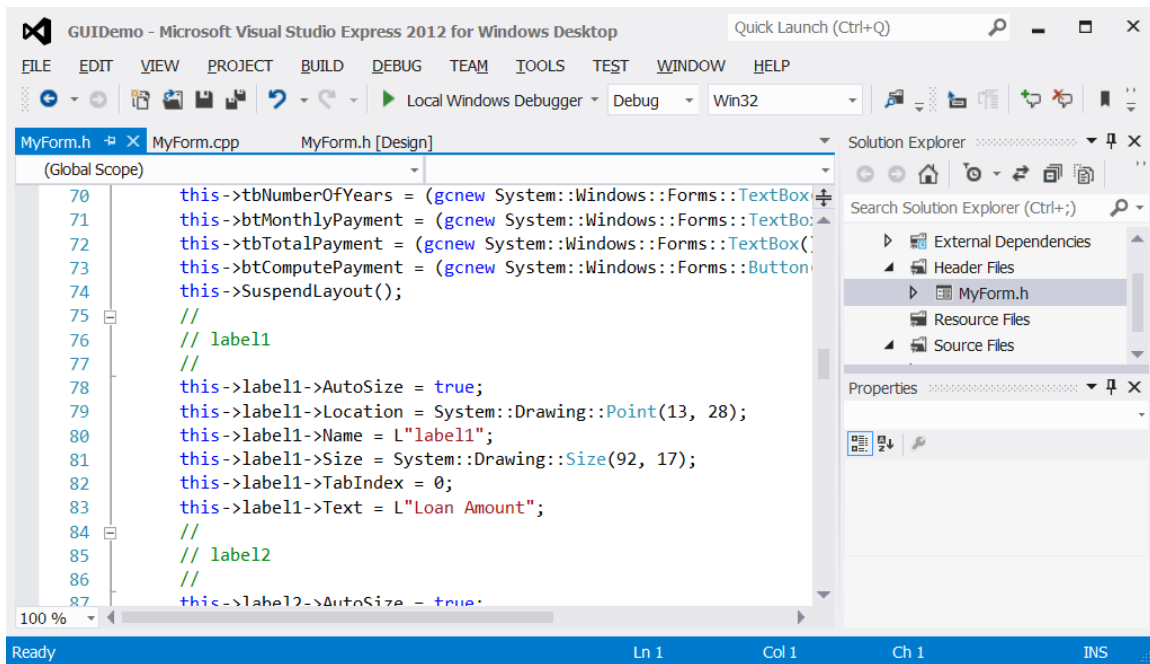 GUIDemo - Microsoft Visual Studio Express 2012 for Windows Desktop
Quick Launch (Ctrl+Q)
FILE EDIT VIEW PROJECT BUILD DEBUG TEAM TOOLS TEST WINDOW HELP
Local Windows Debugger Debug Win32
MyForm.h MyForm.cpp MyForm.h [Design]
(Global Scope)
70 this->tbNumberOfYears = (gcnew System::Windows::Forms::TextBox(
71 this->btMonthlyPayment = (gcnew System::Windows::Forms::TextBox
72 this->tbTotalPayment = (gcnew System::Windows::Forms::TextBox()
73 this->btComputePayment = (gcnew System::Windows::Forms::Button(
74 this->SuspendLayout();
75 //
76 // label1
77 //
78 this->label1->AutoSize = true;
79 this->label1->Location = System::Drawing::Point(13, 28);
80 this->label1->Name = L"label1";
81 this->label1->Size = System::Drawing::Size(92, 17);
82 this->label1->TabIndex = 0;
83 this->label1->Text = L"Loan Amount";
84 //
85 // label2
86 //
87 this->label2->AutoSize = true;
100 %
Solution Explorer
Search Solution Explorer (Ctrl+;)
External Dependencies
Header Files
MyForm.h
Resource Files
Source Files
Properties
Ready Ln 1 Col 1 Ch 1 INS